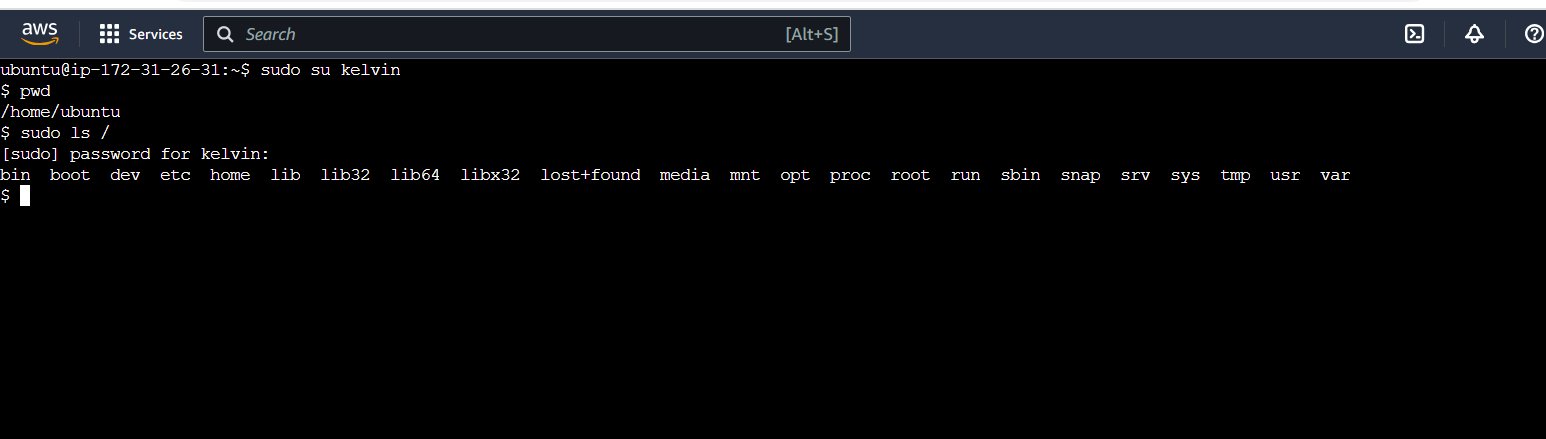 aws Services Search [Alt+S]
ubuntu@ip-172-31-26-31:~$ sudo su kelvin
$ pwd
/home/ubuntu
$ sudo ls /
[sudo] password for kelvin:
bin boot dev etc home lib lib32 lib64 libx32 lost+found media mnt opt proc root run sbin snap srv sys tmp usr var
$